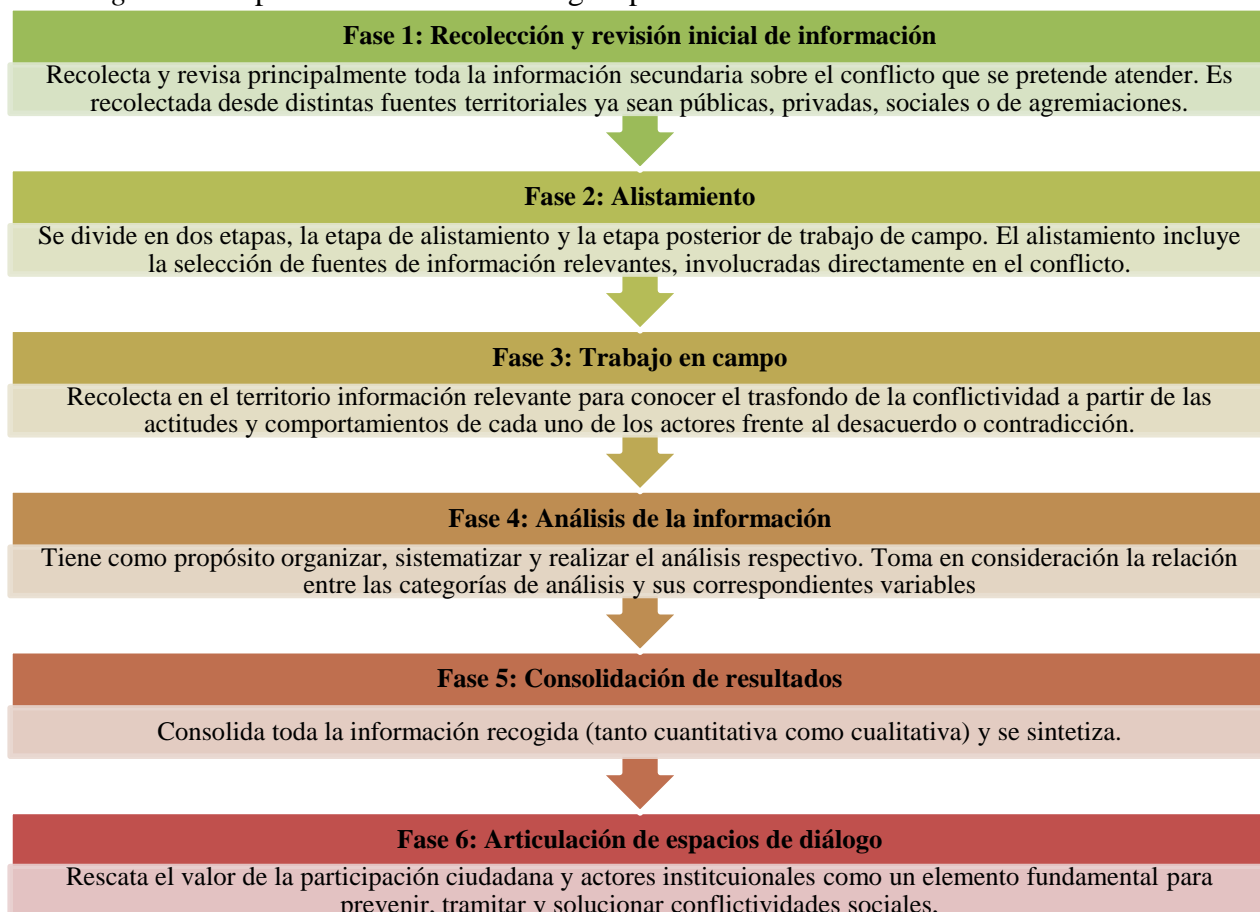 Fase 1: Recolección y revisión inicial de información
Recolecta y revisa principalmente toda la información secundaria sobre el conflicto que se pretende atender. Es
recolectada desde distintas fuentes territoriales ya sean públicas, privadas, sociales o de agremiaciones.
Fase 2: Alistamiento
Se divide en dos etapas, la etapa de alistamiento y la etapa posterior de trabajo de campo. El alistamiento incluye
la selección de fuentes de información relevantes, involucradas directamente en el conflicto.
Fase 3: Trabajo en campo
Recolecta en el territorio información relevante para conocer el trasfondo de la conflictividad a partir de las
actitudes y comportamientos de cada uno de los actores frente al desacuerdo o contradicción.
Fase 4: Análisis de la información
Tiene como propósito organizar, sistematizar y realizar el análisis respectivo. Toma en consideración la relación
entre las categorías de análisis y sus correspondientes variables
Fase 5: Consolidación de resultados
Consolida toda la información recogida (tanto cuantitativa como cualitativa) y se sintetiza.
Fase 6: Articulación de espacios de diálogo
Rescata el valor de la participación ciudadana y actores instituicuionales como un elemento fundamental para
prevenir, tramitar y solucionar conflictividades sociales.